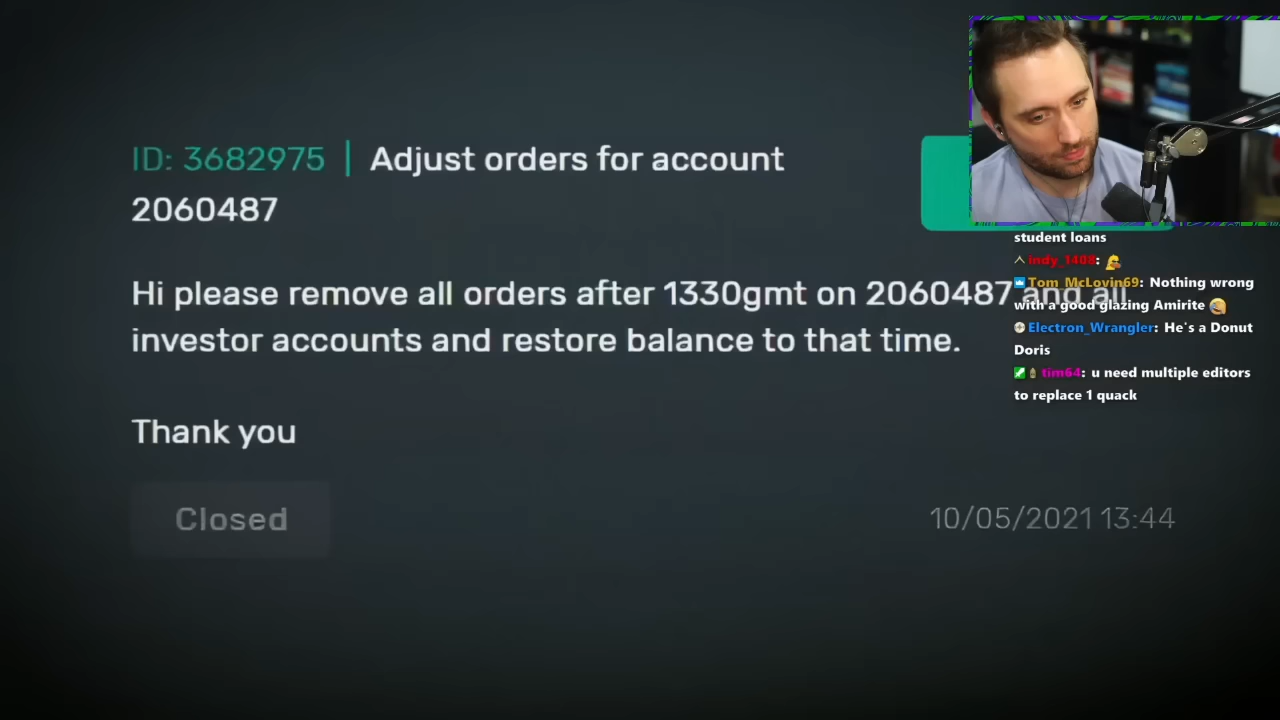 ID: 3682975 | Adjust orders for account
2060487
Hi please remove all orders after 1330gmt on 2060487 and all
investor accounts and restore balance to that time.
Thank you
Closed
10/05/2021 13:44
student loans
indy_1408:
Tom_McLovin69: Nothing wrong
with a good glazing Amirite
Electron_Wrangler: He's a Donut
Doris
tim64: u need multiple editors
to replace 1 quack